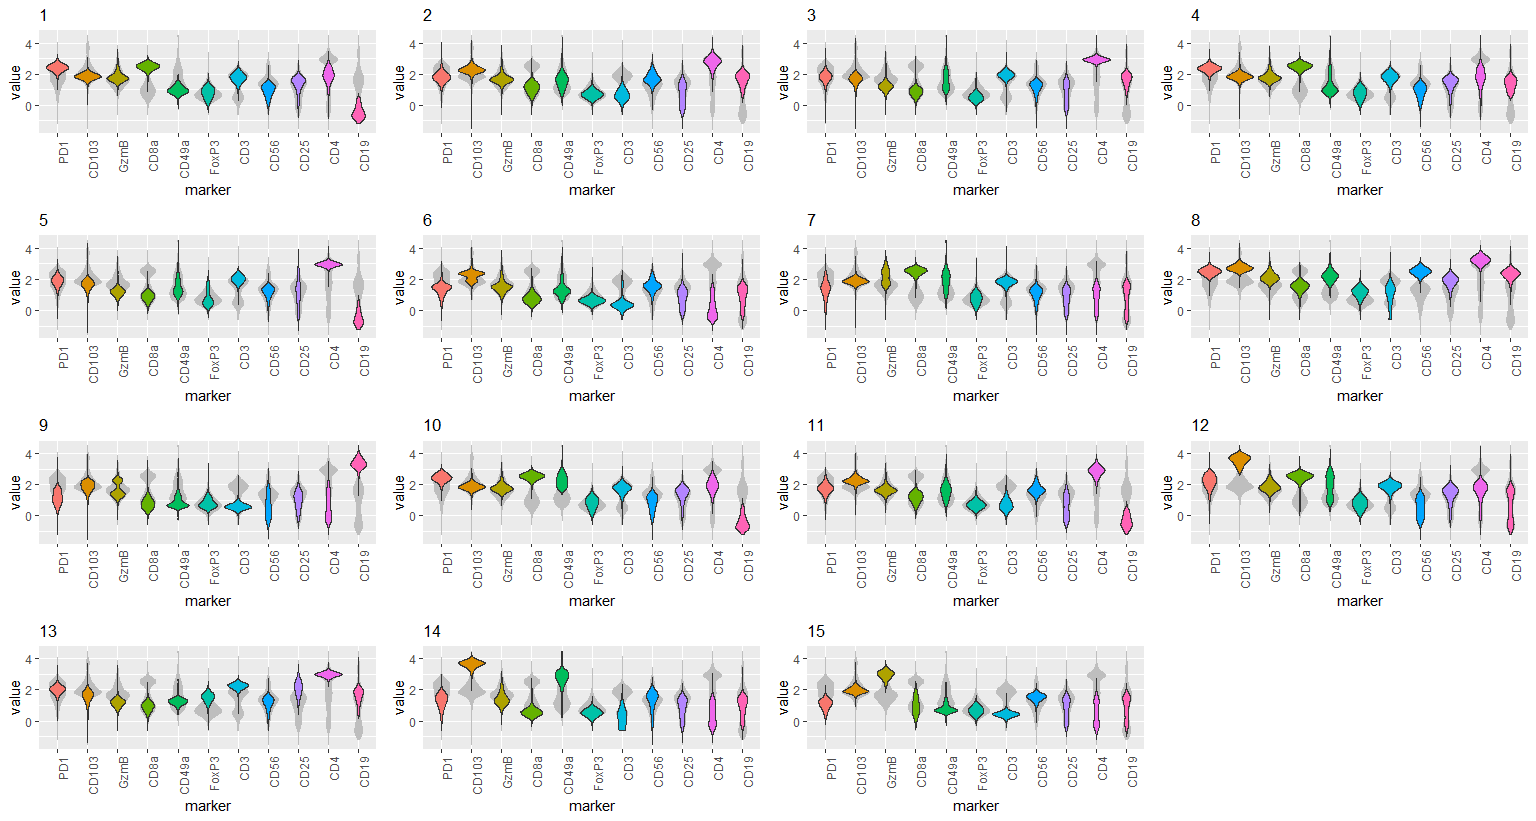 1 2 3 4
value 4 2 0 value 4 2 0 value 4 2 0 value 4 2 0
PD1 CD103 GzmB CD8a CD49a FoxP3 CD3 CD56 CD25 CD4 CD19 PD1 CD103 GzmB CD8a CD49a FoxP3 CD3 CD56 CD25 CD4 CD19 PD1 CD103 GzmB CD8a CD49a FoxP3 CD3 CD56 CD25 CD4 CD19 PD1 CD103 GzmB CD8a CD49a FoxP3 CD3 CD56 CD25 CD4 CD19
marker marker marker marker
5 6 7 8
value 4 2 0 value 4 2 0 value 4 2 0 value 4 2 0
PD1 CD103 GzmB CD8a CD49a FoxP3 CD3 CD56 CD25 CD4 CD19 PD1 CD103 GzmB CD8a CD49a FoxP3 CD3 CD56 CD25 CD4 CD19 PD1 CD103 GzmB CD8a CD49a FoxP3 CD3 CD56 CD25 CD4 CD19 PD1 CD103 GzmB CD8a CD49a FoxP3 CD3 CD56 CD25 CD4 CD19
marker marker marker marker
9 10 11 12
value 4 2 0 value 4 2 0 value 4 2 0 value 4 2 0
PD1 CD103 GzmB CD8a CD49a FoxP3 CD3 CD56 CD25 CD4 CD19 PD1 CD103 GzmB CD8a CD49a FoxP3 CD3 CD56 CD25 CD4 CD19 PD1 CD103 GzmB CD8a CD49a FoxP3 CD3 CD56 CD25 CD4 CD19 PD1 CD103 GzmB CD8a CD49a FoxP3 CD3 CD56 CD25 CD4 CD19
marker marker marker marker
13 14 15
value 4 2 0 value 4 2 0 value 4 2 0
PD1 CD103 GzmB CD8a CD49a FoxP3 CD3 CD56 CD25 CD4 CD19 PD1 CD103 GzmB CD8a CD49a FoxP3 CD3 CD56 CD25 CD4 CD19 PD1 CD103 GzmB CD8a CD49a FoxP3 CD3 CD56 CD25 CD4 CD19
marker marker marker